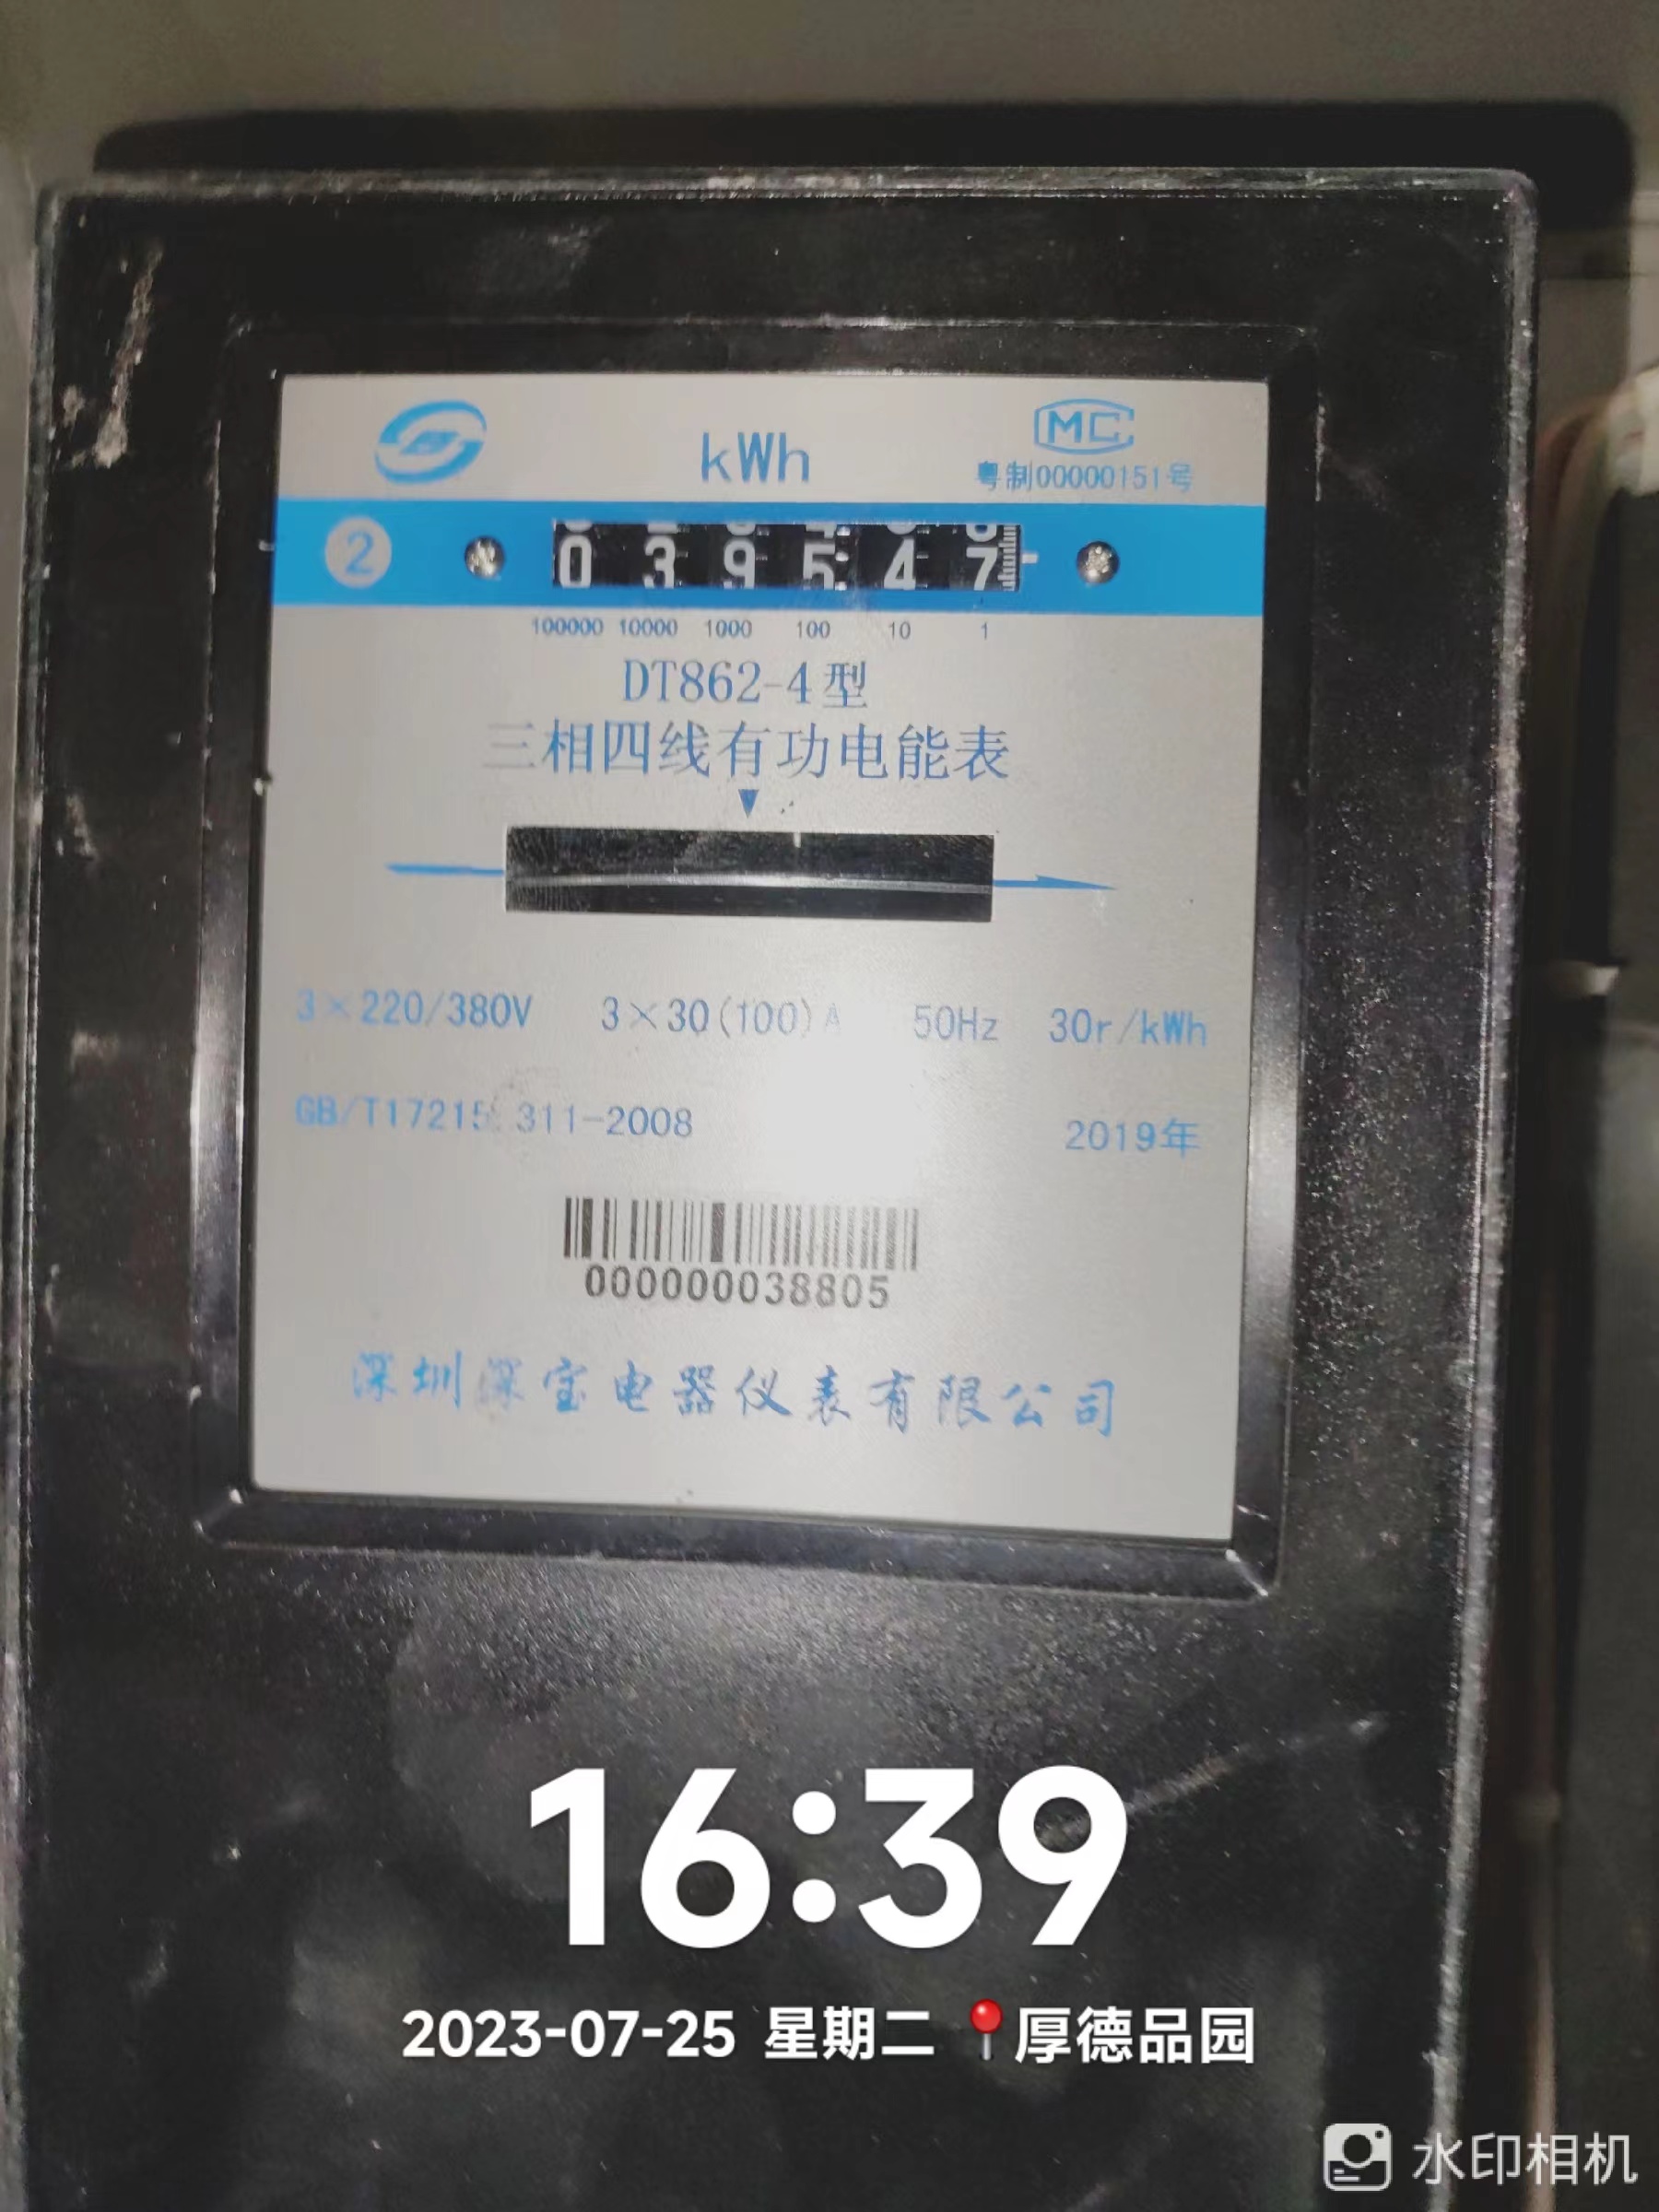 kWh
MC
粤制00000151号
2
0 3 9 5 4 7
100000 10000 1000 100 10 1
DT862-4型
三相四线有功电能表
3×220/380V 3×30(100)A 50Hz 30r/kWh
GB/T17215.311-2008 2019年
000000038805
深圳深宝电器仪表有限公司
16:39
2023-07-25 星期二 厚德品园
水印相机